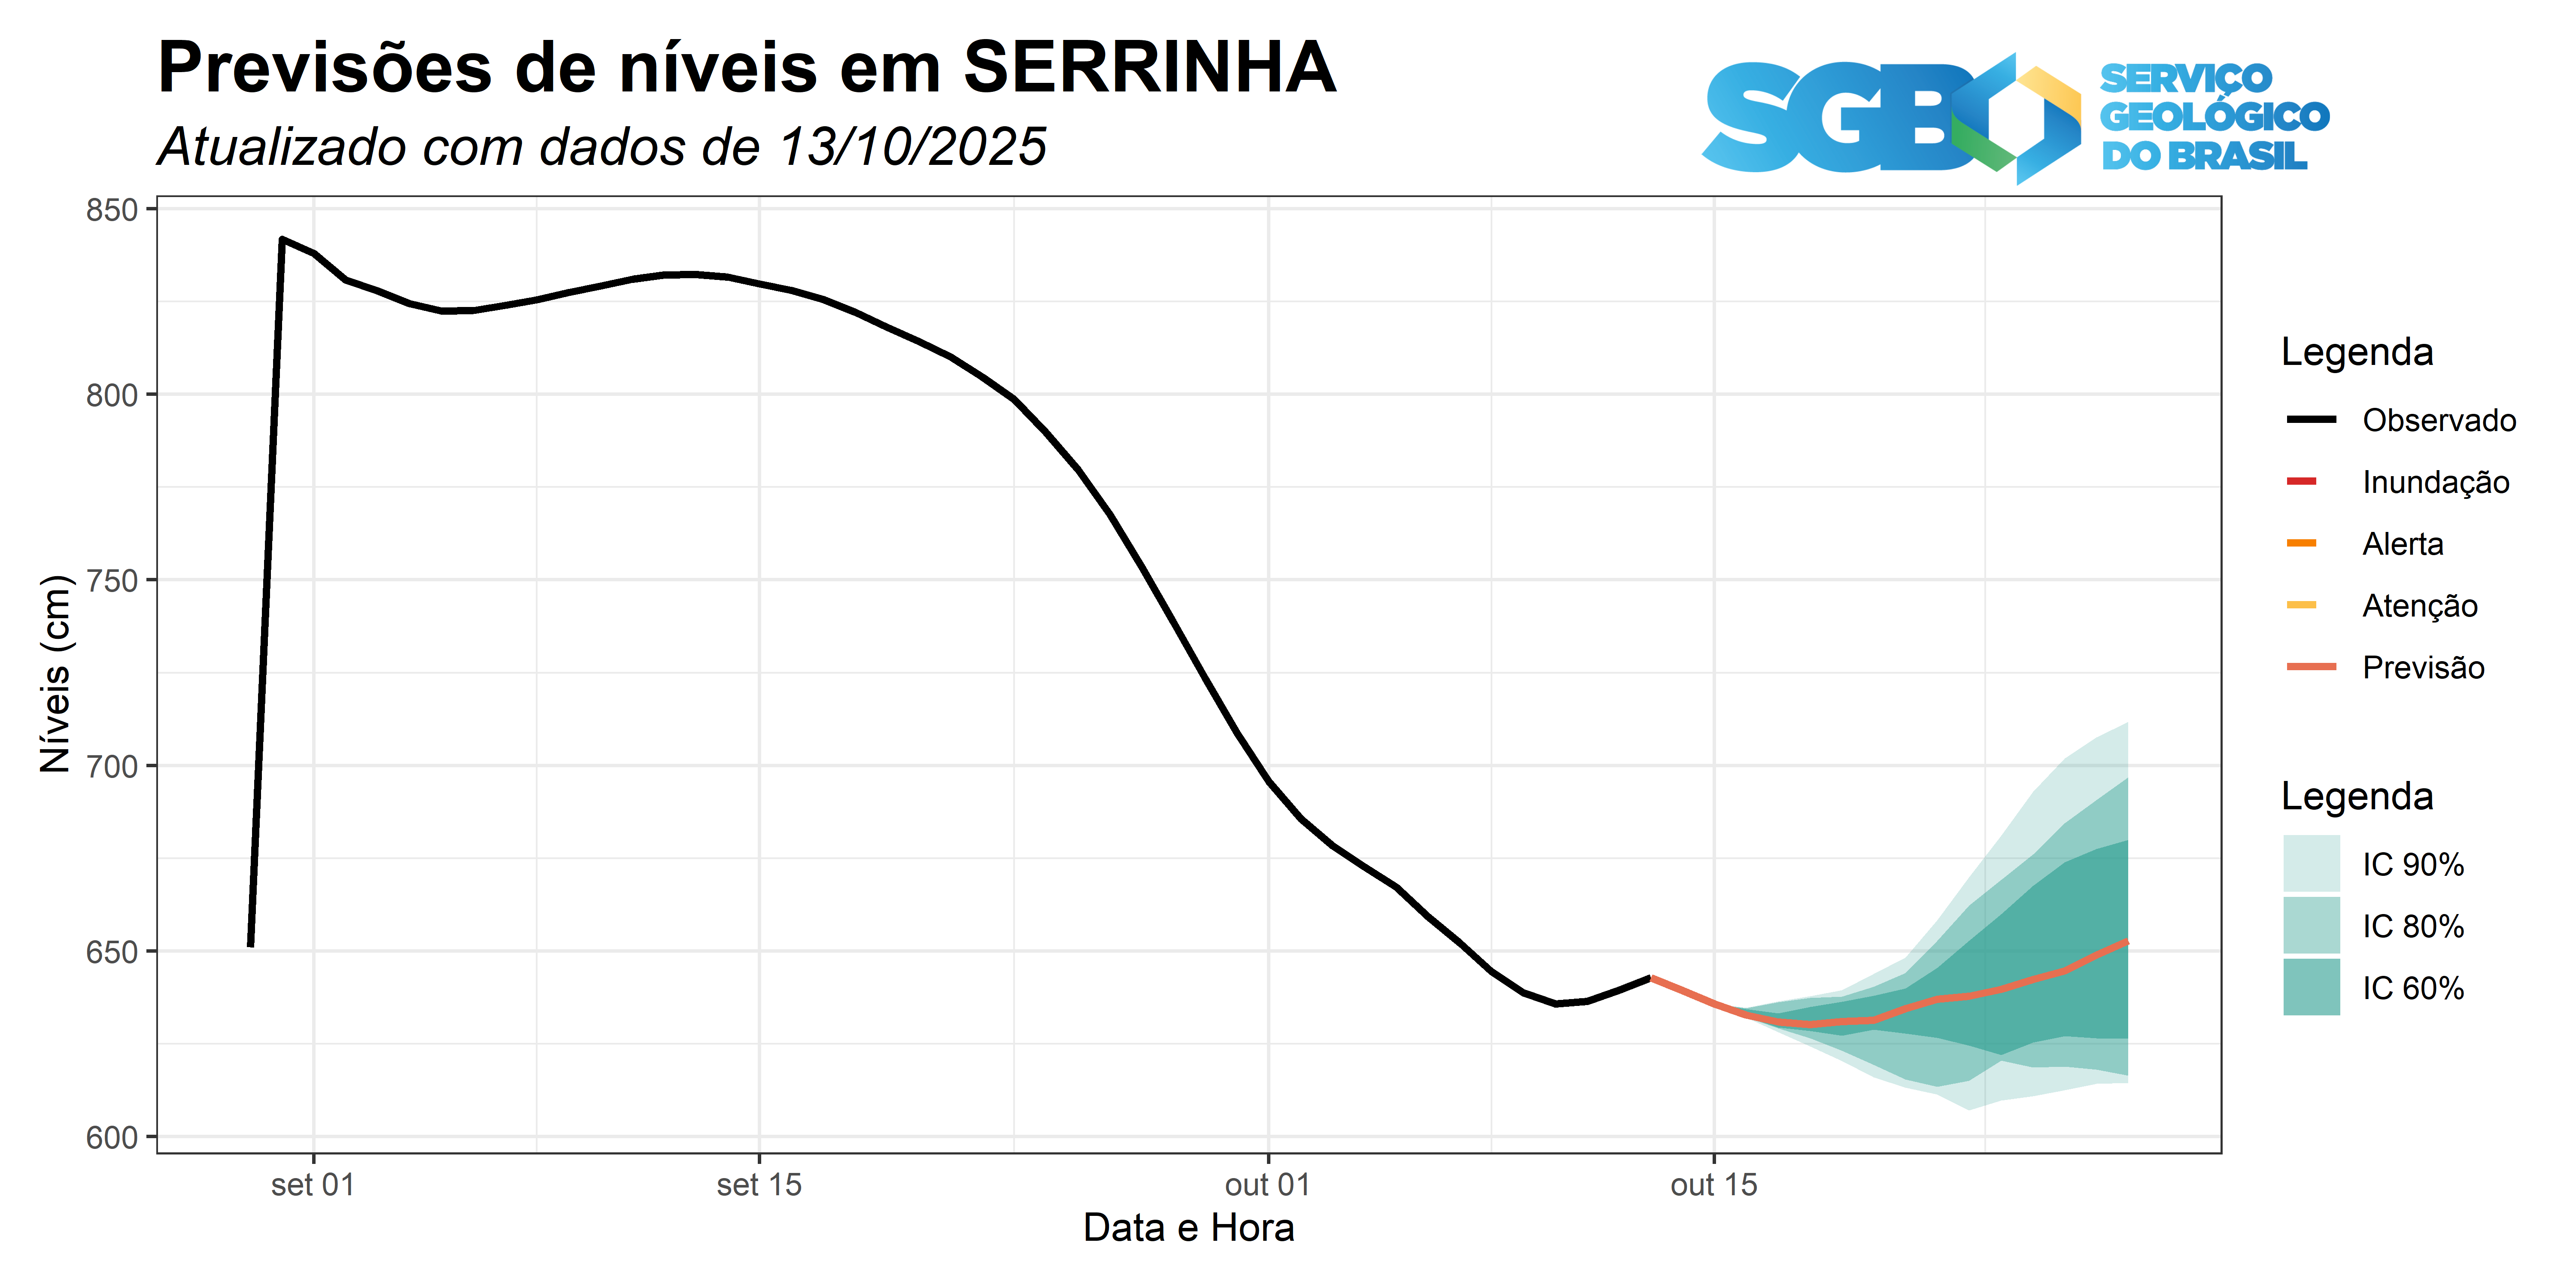 Previsões de níveis em SERRINHA
Atualizado com dados de 13/10/2025
SGB
SERVIÇO
GEOLÓGICO
DO BRASIL
850
800
750
700
650
600
Níveis (cm)
set 01
set 15
out 01
out 15
Data e Hora
Legenda
Observado
Inundação
Alerta
Atenção
Previsão
Legenda
IC 90%
IC 80%
IC 60%